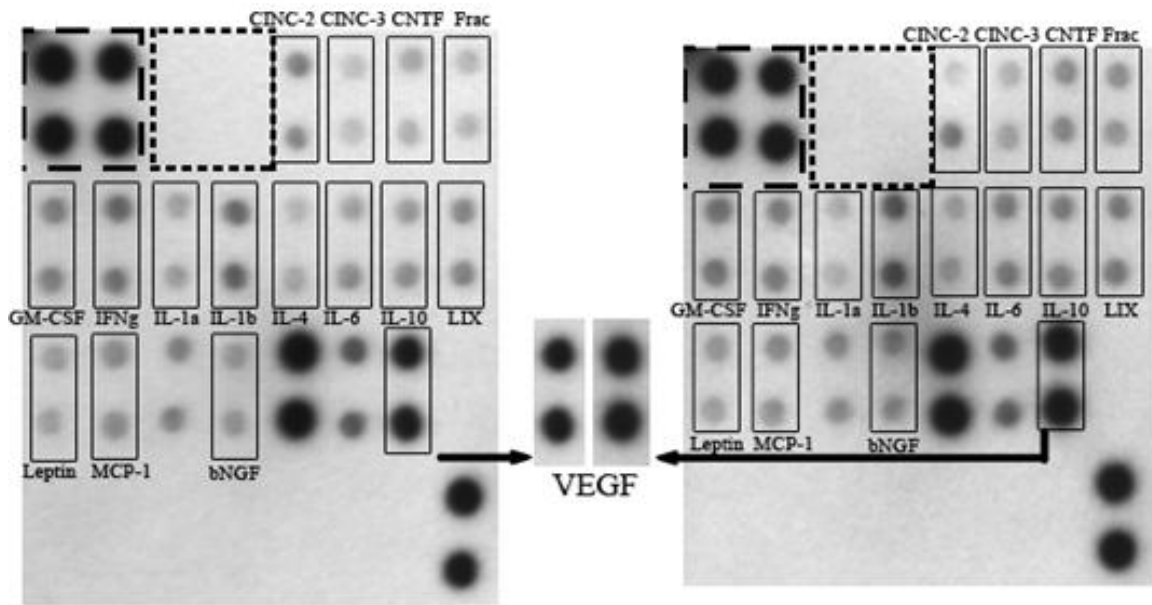 CINC-2 CINC-3 CNTF Frac
CINC-2 CINC-3 CNTF Frac
GM-CSF IFNg IL-1a IL-1b IL-4 IL-6 IL-10 LIX
GM-CSF IFNg IL-1a IL-1b IL-4 IL-6 IL-10 LIX
Leptin MCP-1 bNGF
Leptin MCP-1 bNGF
VEGF